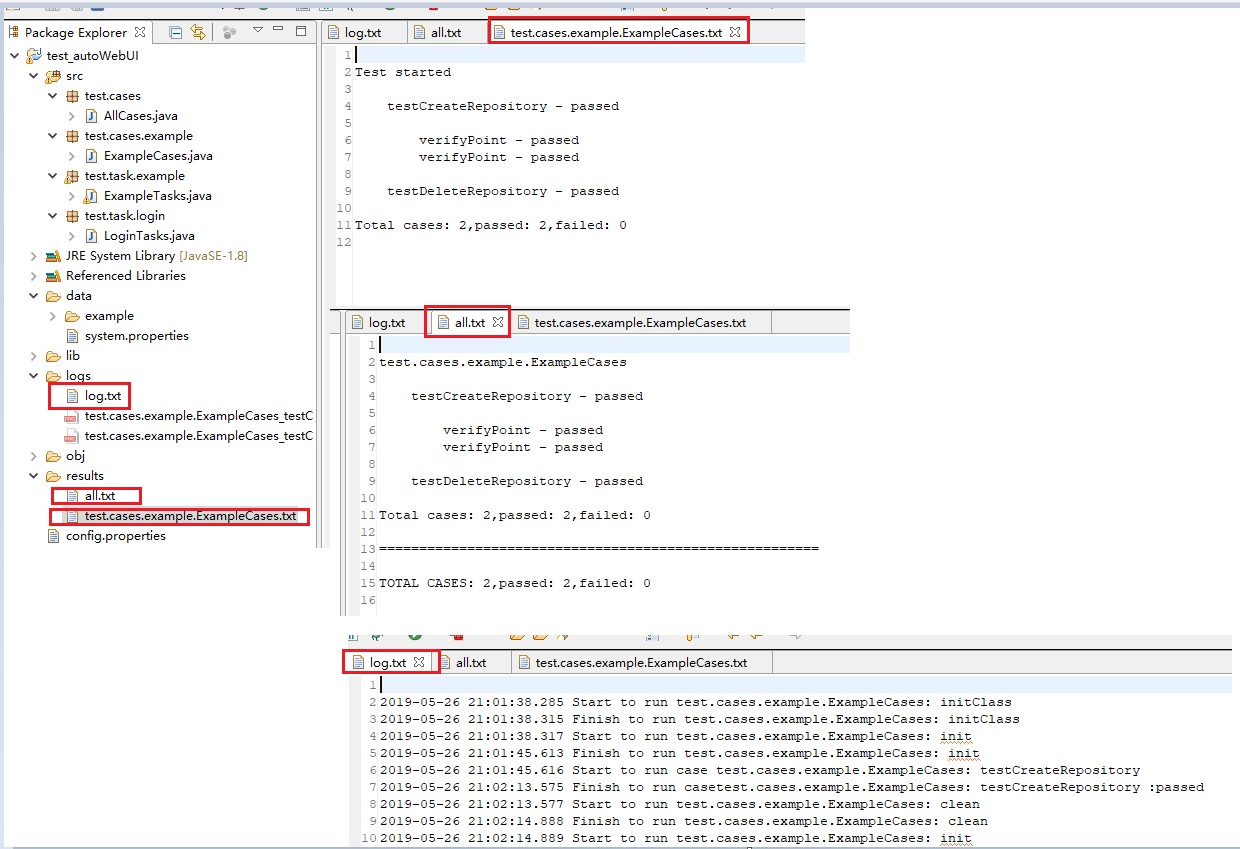 Package Explorer
test_autoWebUI
src
test.cases
AllCases.java
test.cases.example
ExampleCases.java
test.task.example
ExampleTasks.java
test.task.login
LoginTasks.java
JRE System Library [JavaSE-1.8]
Referenced Libraries
data
example
system.properties
lib
logs
log.txt
test.cases.example.ExampleCases_testC
test.cases.example.ExampleCases_testC
obj
results
all.txt
test.cases.example.ExampleCases.txt
config.properties
log.txt all.txt test.cases.example.ExampleCases.txt
1
2 Test started
3
4 testCreateRepository - passed
5
6 verifyPoint - passed
7 verifyPoint - passed
8
9 testDeleteRepository - passed
10
11 Total cases: 2,passed: 2,failed: 0
12
log.txt all.txt test.cases.example.ExampleCases.txt
1
2 test.cases.example.ExampleCases
3
4 testCreateRepository - passed
5
6 verifyPoint - passed
7 verifyPoint - passed
8
9 testDeleteRepository - passed
10
11 Total cases: 2,passed: 2,failed: 0
12
13 =======================================================
14
15 TOTAL CASES: 2,passed: 2,failed: 0
16
log.txt all.txt test.cases.example.ExampleCases.txt
1
2 2019-05-26 21:01:38.285 Start to run test.cases.example.ExampleCases: initClass
3 2019-05-26 21:01:38.315 Finish to run test.cases.example.ExampleCases: initClass
4 2019-05-26 21:01:38.317 Start to run test.cases.example.ExampleCases: init
5 2019-05-26 21:01:45.613 Finish to run test.cases.example.ExampleCases: init
6 2019-05-26 21:01:45.616 Start to run case test.cases.example.ExampleCases: testCreateRepository
7 2019-05-26 21:02:13.575 Finish to run casetest.cases.example.ExampleCases: testCreateRepository :passed
8 2019-05-26 21:02:13.577 Start to run test.cases.example.ExampleCases: clean
9 2019-05-26 21:02:14.888 Finish to run test.cases.example.ExampleCases: clean
10 2019-05-26 21:02:14.889 Start to run test.cases.example.ExampleCases: init